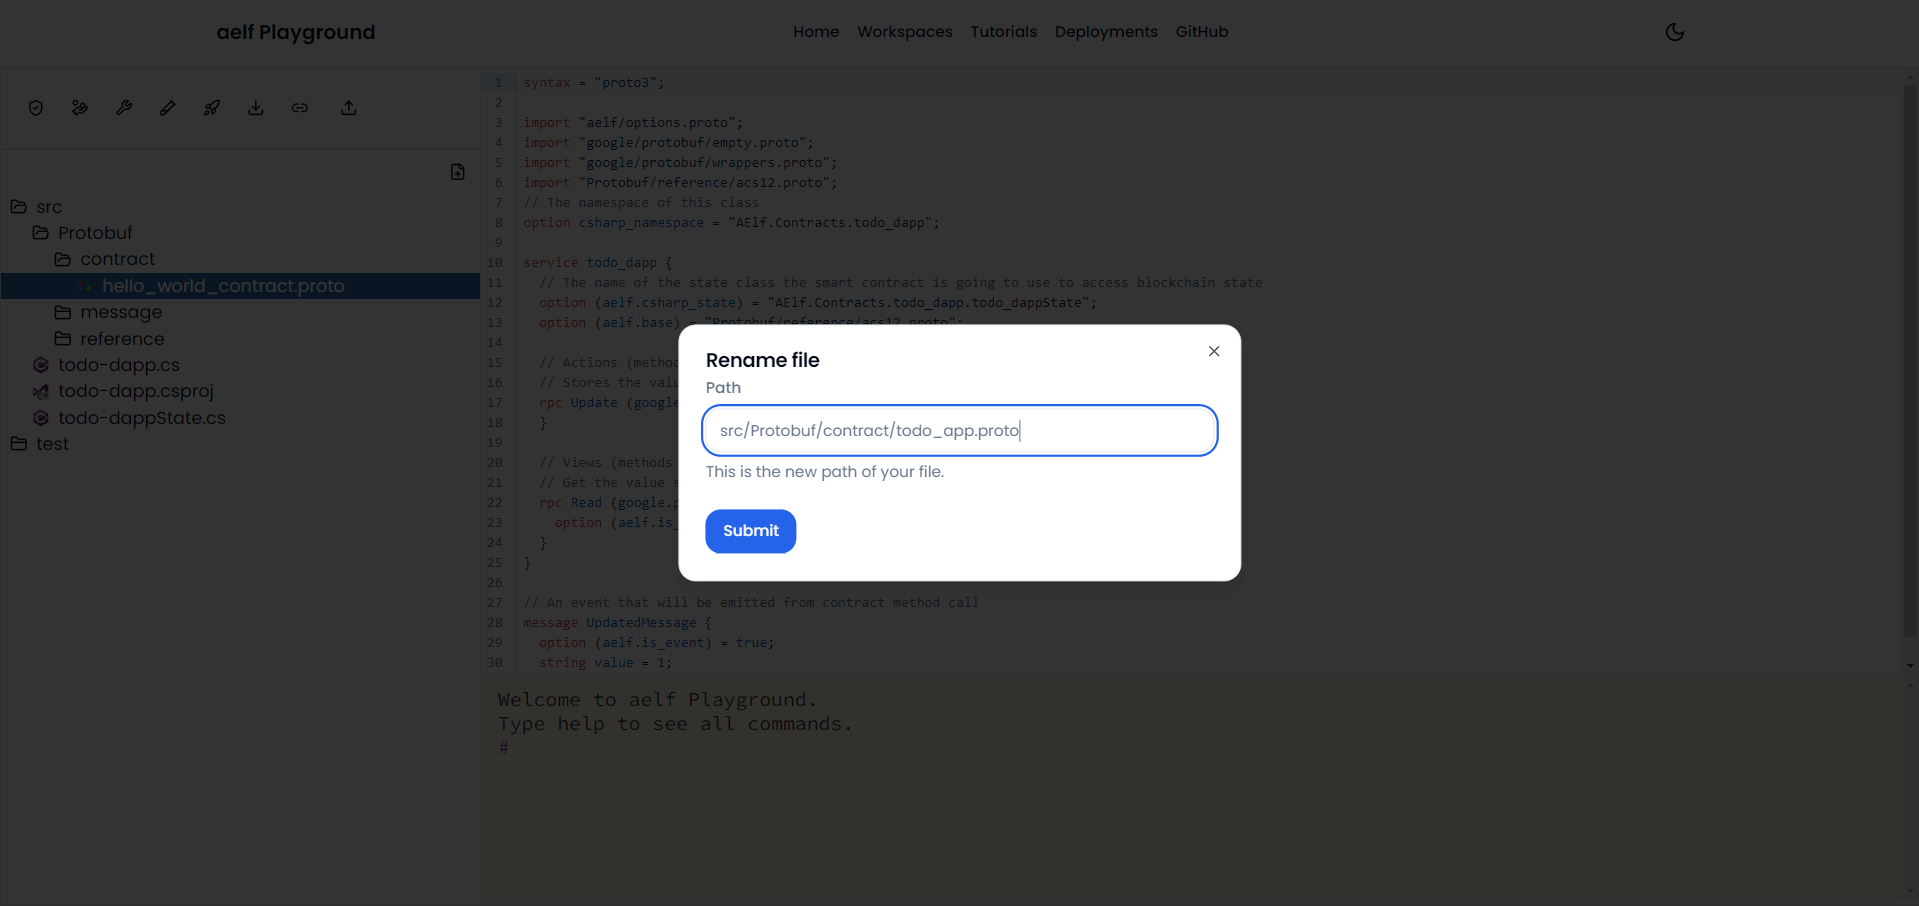 aelf Playground
Home Workspaces Tutorials Deployments GitHub
src
Protobuf
contract
hello_world_contract.proto
message
reference
todo-dapp.cs
todo-dapp.csproj
todo-dappState.cs
test
1 syntax = "proto3";
2
3 import "aelf/options.proto";
4 import "google/protobuf/empty.proto";
5 import "google/protobuf/wrappers.proto";
6 import "Protobuf/reference/acs12.proto";
7 // The namespace of this class
8 option csharp_namespace = "AElf.Contracts.todo_dapp";
9
10 service todo_dapp {
11 // The name of the state class the smart contract is going to use to access blockchain state
12 option (aelf.csharp_state) = "AElf.Contracts.todo_dapp.todo_dappState";
13 option (aelf.base) = "Protobuf/reference/acs12.proto";
14
15 // Actions (metho
16 // Stores the valu
17 rpc Update (google
18 }
19
20 // Views (methods
21 // Get the value s
22 rpc Read (google.p
23 option (aelf.is_
24 }
25 }
26
27 // An event that will be emitted from contract method call
28 message UpdatedMessage {
29 option (aelf.is_event) = true;
30 string value = 1;
Rename file
Path
src/Protobuf/contract/todo_app.proto
This is the new path of your file.
Submit
Welcome to aelf Playground.
Type help to see all commands.
#